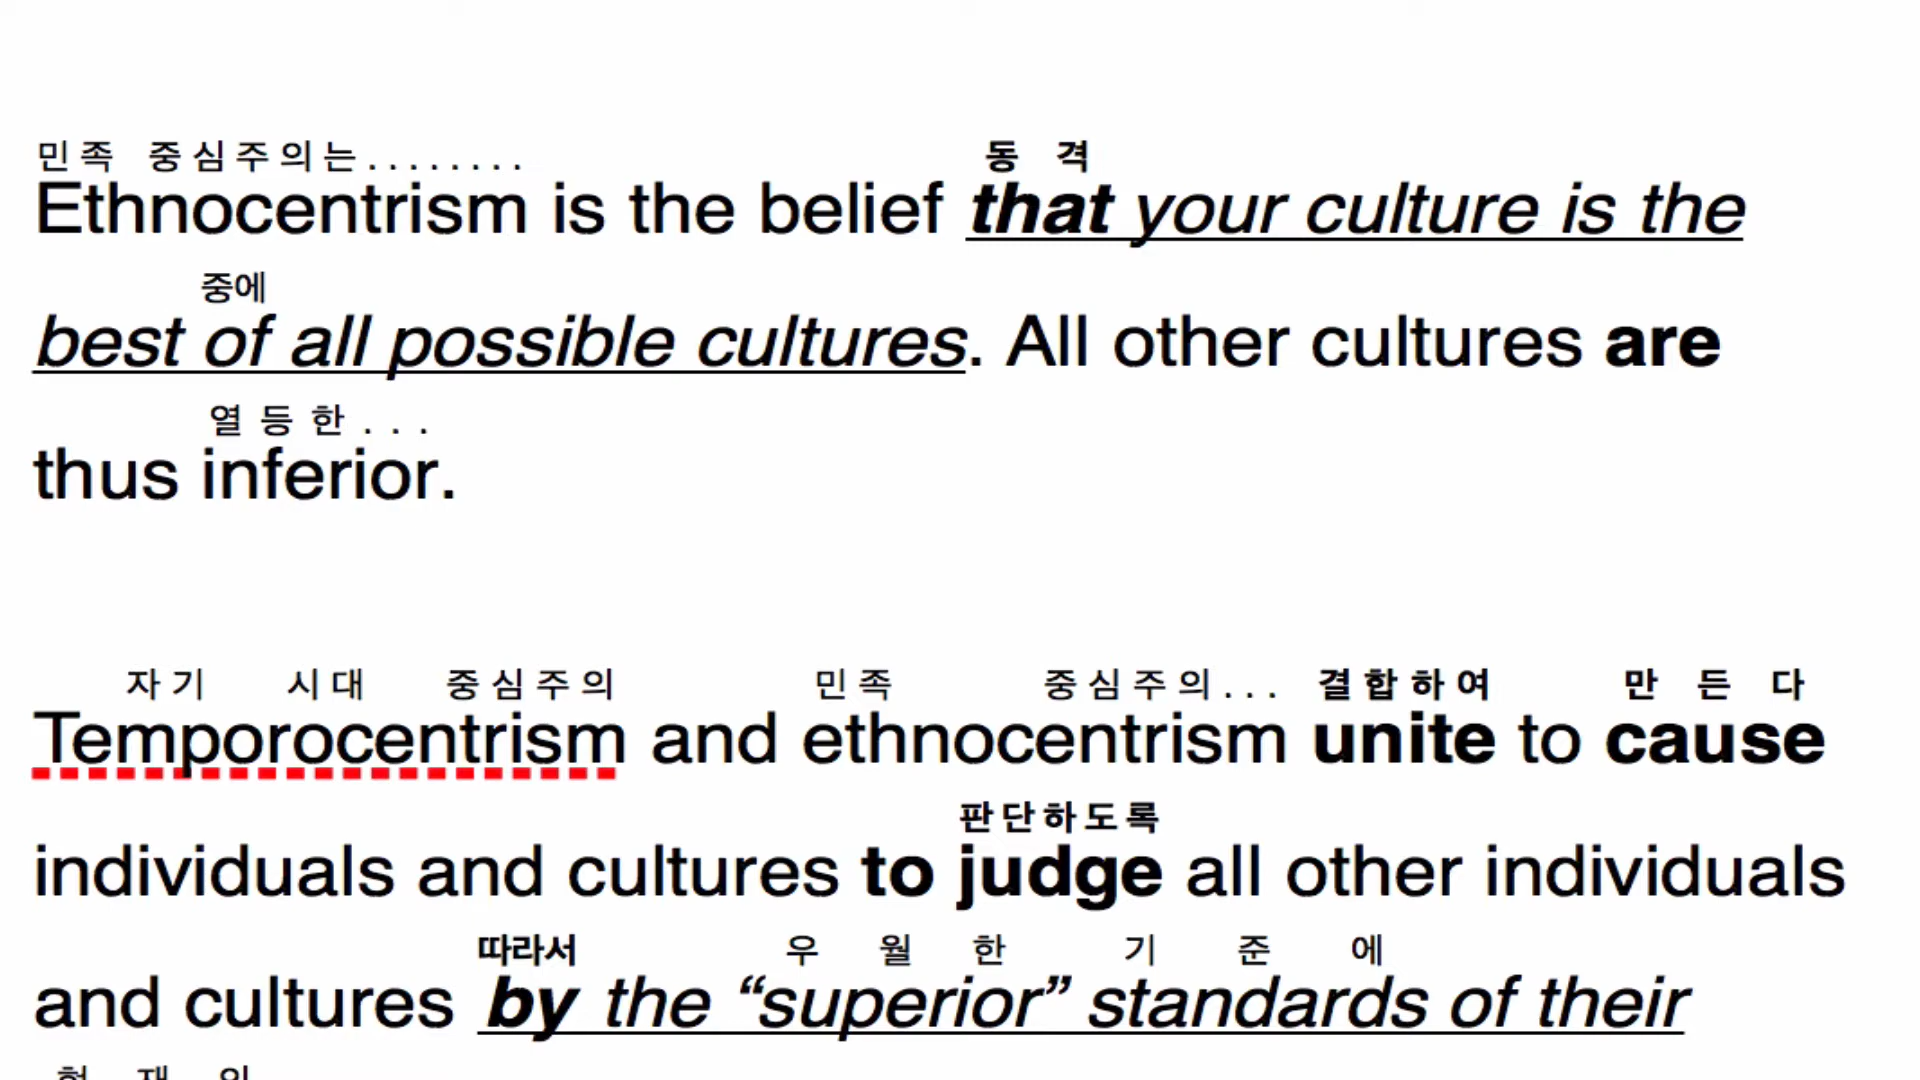 민족 중심주의는........ 동격
Ethnocentrism is the belief that your culture is the
중에
best of all possible cultures. All other cultures are
열등한...
thus inferior.
자기 시대 중심주의 민족 중심주의... 결합하여 만든다
Temporocentrism and ethnocentrism unite to cause
판단하도록
individuals and cultures to judge all other individuals
따라서 우월한 기준에
and cultures by the “superior” standards of their